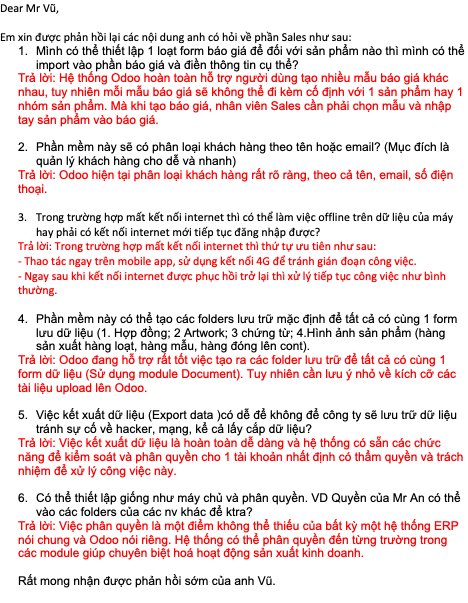 Dear Mr Vũ,
Em xin được phản hồi lại các nội dung anh có hỏi về phần Sales như sau:
1. Mình có thể thiết lập 1 loạt form báo giá để đối với sản phẩm nào thì mình có thể
import vào phần báo giá và điền thông tin cụ thể?
Trả lời: Hệ thống Odoo hoàn toàn hỗ trợ người dùng tạo nhiều mẫu báo giá khác
nhau, tuy nhiên mỗi mẫu báo giá sẽ không thể đi kèm cố định với 1 sản phẩm hay 1
nhóm sản phẩm. Mà khi tạo báo giá, nhân viên Sales cần phải chọn mẫu và nhập
tay sản phẩm vào báo giá.
2. Phần mềm này sẽ có phân loại khách hàng theo tên hoặc email? (Mục đích là
quản lý khách hàng cho dễ và nhanh)
Trả lời: Odoo hiện tại phân loại khách hàng rất rõ ràng, theo cả tên, email, số điện
thoại.
3. Trong trường hợp mất kết nối internet thì có thể làm việc offline trên dữ liệu của máy
hay phải có kết nối internet mới tiếp tục đăng nhập được?
Trả lời: Trong trường hợp mất kết nối internet thì thứ tự ưu tiên như sau:
- Thao tác ngay trên mobile app, sử dụng kết nối 4G để tránh gián đoạn công việc.
- Ngay sau khi kết nối internet được phục hồi trở lại thì xử lý tiếp tục công việc như bình
thường.
4. Phần mềm này có thể tạo các folders lưu trữ mặc định để tất cả có cùng 1 form
lưu dữ liệu (1. Hợp đồng; 2 Artwork; 3 chứng từ; 4.Hình ảnh sản phẩm (hàng
sản xuất hàng loạt, hàng mẫu, hàng đóng lên cont).
Trả lời: Odoo đang hỗ trợ rất tốt việc tạo ra các folder lưu trữ để tất cả có cùng 1
form dữ liệu (Sử dụng module Document). Tuy nhiên cần lưu ý nhỏ về kích cỡ các
tài liệu upload lên Odoo.
5. Việc kết xuất dữ liệu (Export data )có dễ để không để công ty sẽ lưu trữ dữ liệu
tránh sự cố về hacker, mạng, kể cả lấy cắp dữ liệu?
Trả lời: Việc kết xuất dữ liệu là hoàn toàn dễ dàng và hệ thống có sẵn các chức
năng để kiểm soát và phân quyền cho 1 tài khoản nhất định có thẩm quyền và trách
nhiệm để xử lý công việc này.
6. Có thể thiết lập giống như máy chủ và phân quyền. VD Quyền của Mr An có thể
vào các folders của các nv khác để ktra?
Trả lời: Việc phân quyền là một điểm không thể thiếu của bất kỳ một hệ thống ERP
nói chung và Odoo nói riêng. Hệ thống có thể phân quyền đến từng trường trong
các module giúp chuyên biệt hoá hoạt động sản xuất kinh doanh.
Rất mong nhận được phản hồi sớm của anh Vũ.